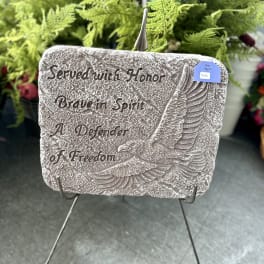 Served with Honor
Brave in Spirit
A Defender
of Freedom